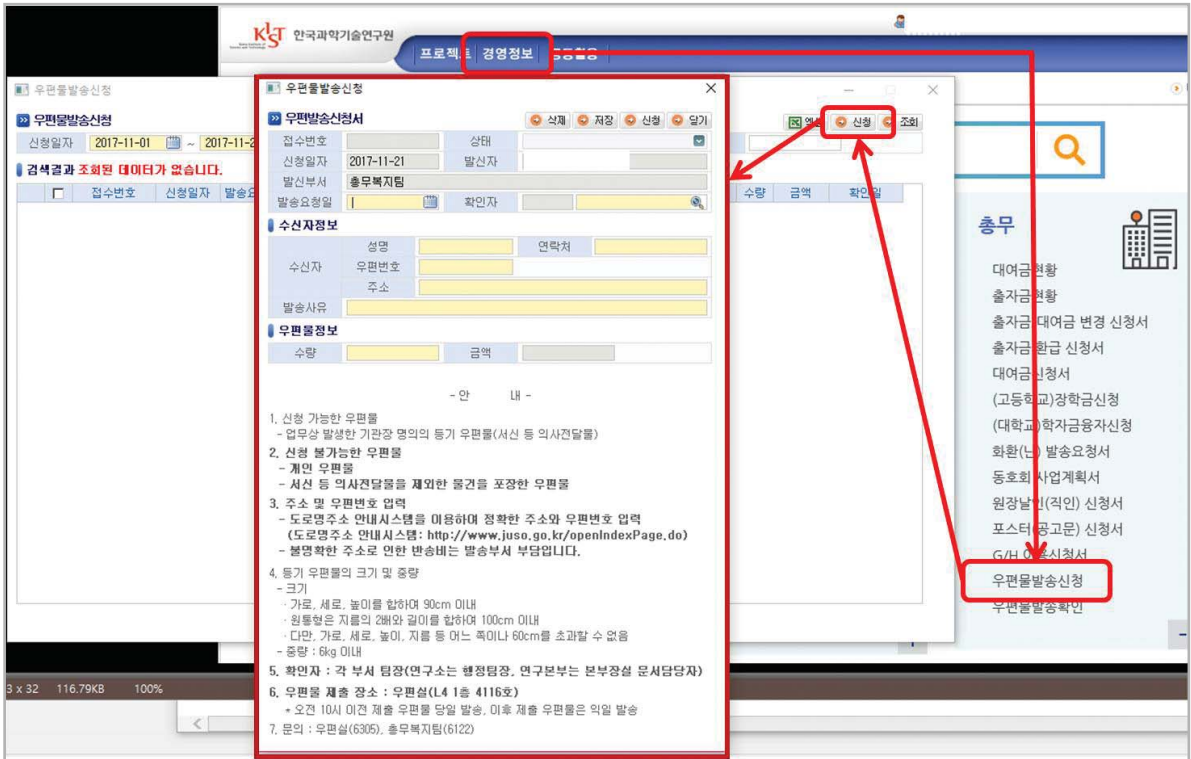 KIST 한국과학기술연구원
프로젝트 경영정보
우편물발송신청
우편물발송신청
신청 조회
신청일자 2017-11-01 ~
검색결과 조회된 데이터가 없습니다.
접수번호 신청일자 수량 금액 확인일
우편물발송신청
우편발송신청서 삭제 저장 신청 닫기
접수번호 상태
신청일자 2017-11-21 발신자
발신부서 총무복지팀
발송요청일 확인자
수신자정보
성명 연락처
수신자 우편번호
주소
발송사유
우편물정보
수량 금액
- 안 내 -
1. 신청 가능한 우편물
- 업무상 발생한 기관장 명의의 등기 우편물(서신 등 의사전달물)
2. 신청 불가능한 우편물
- 개인 우편물
- 서신 등 의사전달물을 제외한 물건을 포장한 우편물
3. 주소 및 우편번호 입력
- 도로명주소 안내시스템을 이용하여 정확한 주소와 우편번호 입력
(도로명주소 안내시스템: http://www.juso.go.kr/openIndexPage.do)
- 불명확한 주소로 인한 반송비는 발송부서 부담입니다.
4. 등기 우편물의 크기 및 중량
- 크기
· 가로, 세로, 높이를 합하여 90cm 이내
· 원통형은 지름의 2배와 길이를 합하여 100cm 이내
· 다만, 가로, 세로, 높이, 지름 등 어느 쪽이나 60cm를 초과할 수 없음
- 중량 : 6kg 이내
5. 확인자 : 각 부서 팀장(연구소는 행정팀장, 연구본부는 본부장실 문서담당자)
6. 우편물 제출 장소 : 우편실(L4 1층 4116호)
* 오전 10시 이전 제출 우편물 당일 발송, 이후 제출 우편물은 익일 발송
7. 문의 : 우편실(6305), 총무복지팀(6122)
총무
대여금현황
출자금현황
출자금/대여금 변경 신청서
출자금 환급 신청서
대여금신청서
(고등학교)장학금신청
(대학교)학자금융자신청
화환(난) 발송요청서
동호회 사업계획서
원장날인(직인) 신청서
포스터(공고문) 신청서
G/H 이용신청서
우편물발송신청
우편물발송확인
3 x 32 116.79KB 100%